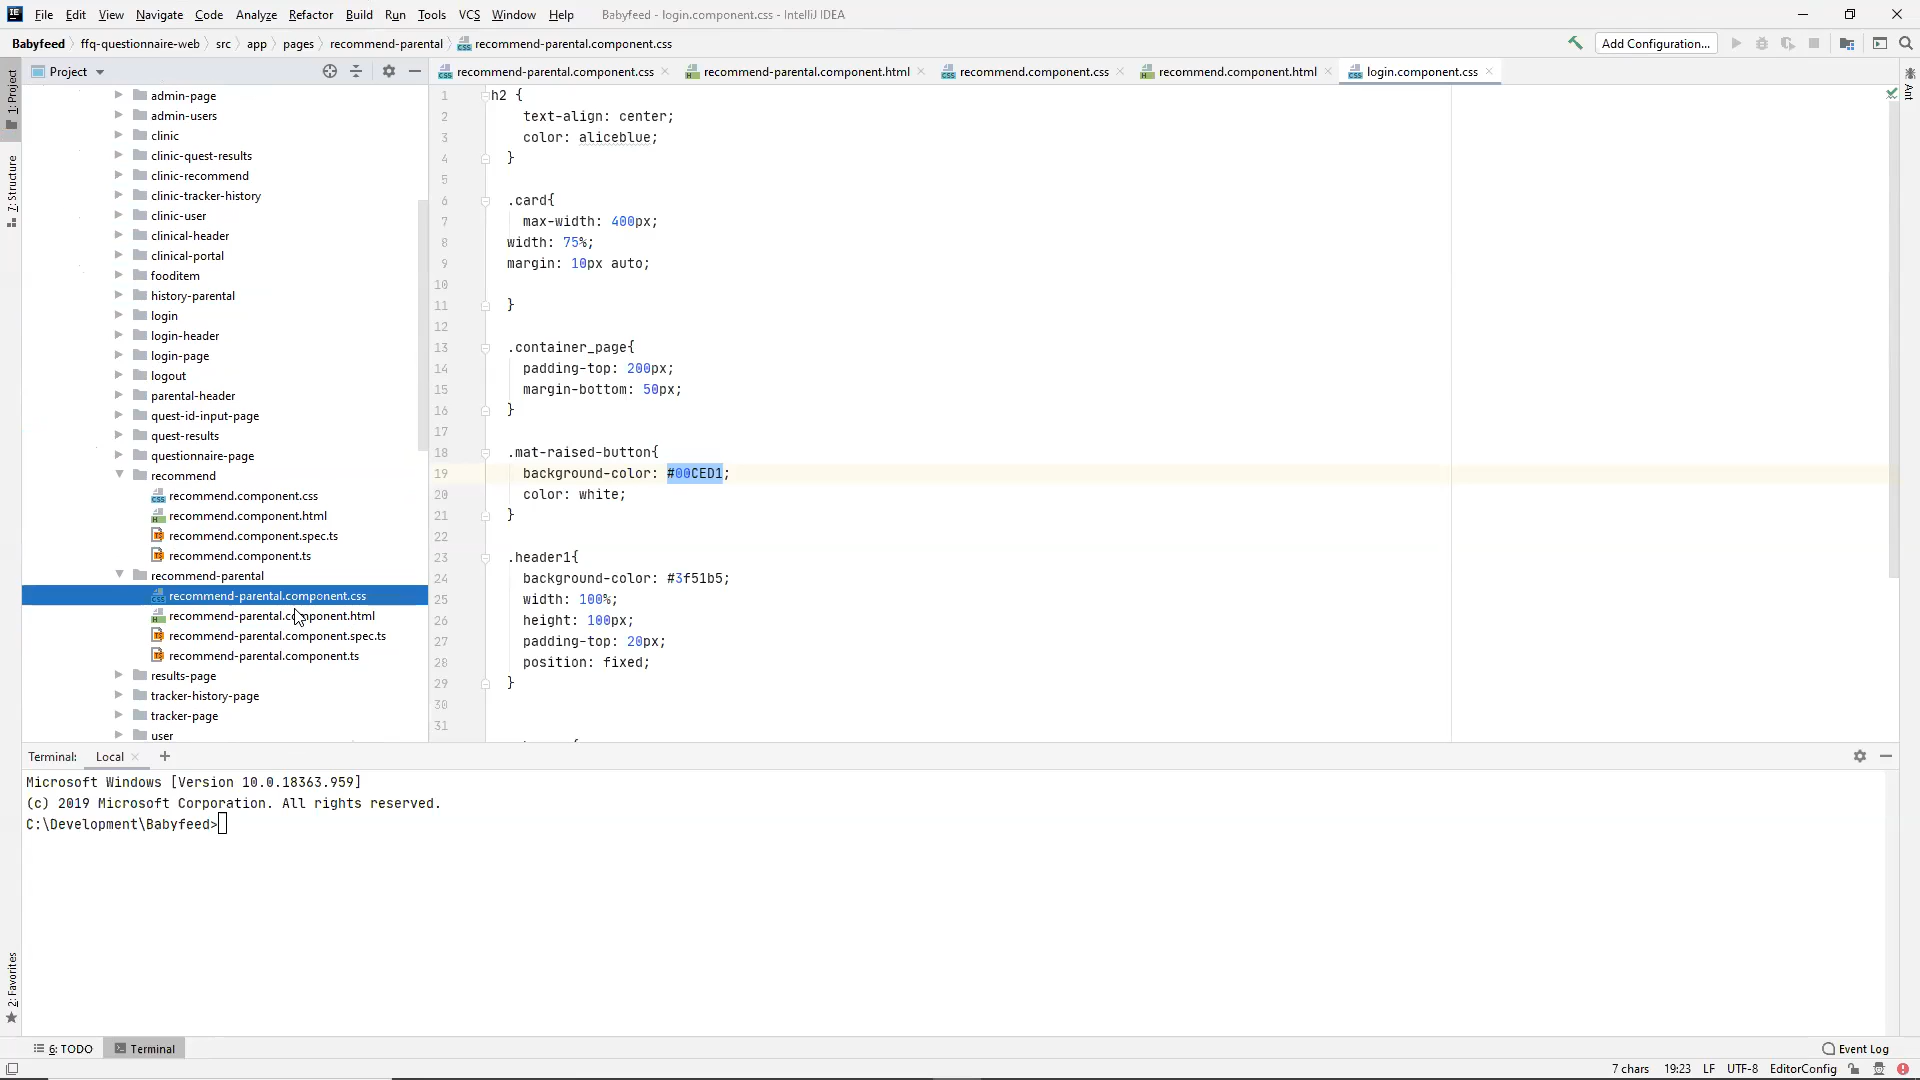 File Edit View Navigate Code Analyze Refactor Build Run Tools VCS Window Help Babyfeed - login.component.css - IntelliJ IDEA
Babyfeed ffq-questionnaire-web src app pages recommend-parental recommend-parental.component.css Add Configuration...
Project
recommend-parental.component.css recommend-parental.component.html recommend.component.css recommend.component.html login.component.css
1: Project
7: Structure
2: Favorites
Ant
admin-page
admin-users
clinic
clinic-quest-results
clinic-recommend
clinic-tracker-history
clinic-user
clinical-header
clinical-portal
fooditem
history-parental
login
login-header
login-page
logout
parental-header
quest-id-input-page
quest-results
questionnaire-page
recommend
recommend.component.css
recommend.component.html
recommend.component.spec.ts
recommend.component.ts
recommend-parental
recommend-parental.component.css
recommend-parental.component.html
recommend-parental.component.spec.ts
recommend-parental.component.ts
results-page
tracker-history-page
tracker-page
user
1 h2 {
2 text-align: center;
3 color: aliceblue;
4 }
5
6 .card{
7 max-width: 400px;
8 width: 75%;
9 margin: 10px auto;
10
11 }
12
13 .container_page{
14 padding-top: 200px;
15 margin-bottom: 50px;
16 }
17
18 .mat-raised-button{
19 background-color: #00CED1;
20 color: white;
21 }
22
23 .header1{
24 background-color: #3f51b5;
25 width: 100%;
26 height: 100px;
27 padding-top: 20px;
28 position: fixed;
29 }
30
31
Terminal: Local
Microsoft Windows [Version 10.0.18363.959]
(c) 2019 Microsoft Corporation. All rights reserved.
C:\Development\Babyfeed>
6: TODO Terminal Event Log
7 chars 19:23 LF UTF-8 EditorConfig